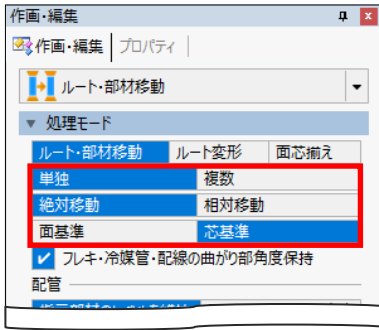 作画・編集
作画・編集 プロパティ
ルート・部材移動
処理モード
ルート・部材移動 ルート変形 面芯揃え
単独 複数
絶対移動 相対移動
面基準 芯基準
フレキ・冷媒管・配線の曲がり部角度保持
配管